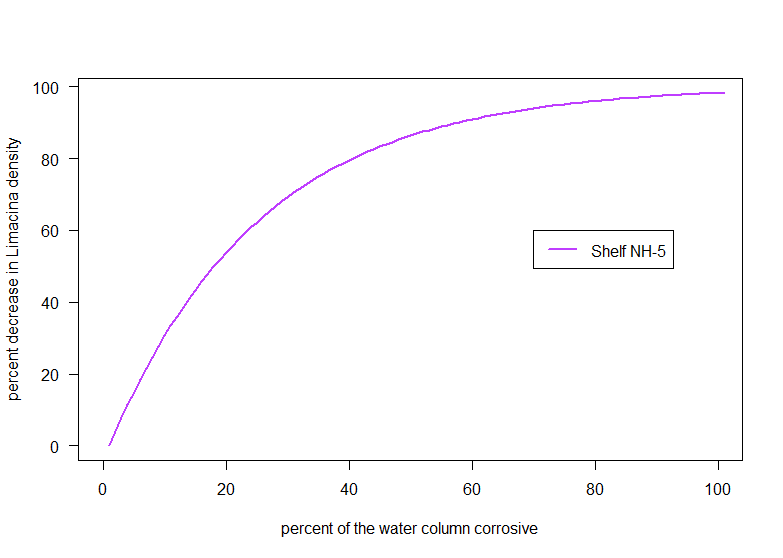 100
80
60
40
20
0
percent decrease in Limacina density
Shelf NH-5
0 20 40 60 80 100
percent of the water column corrosive